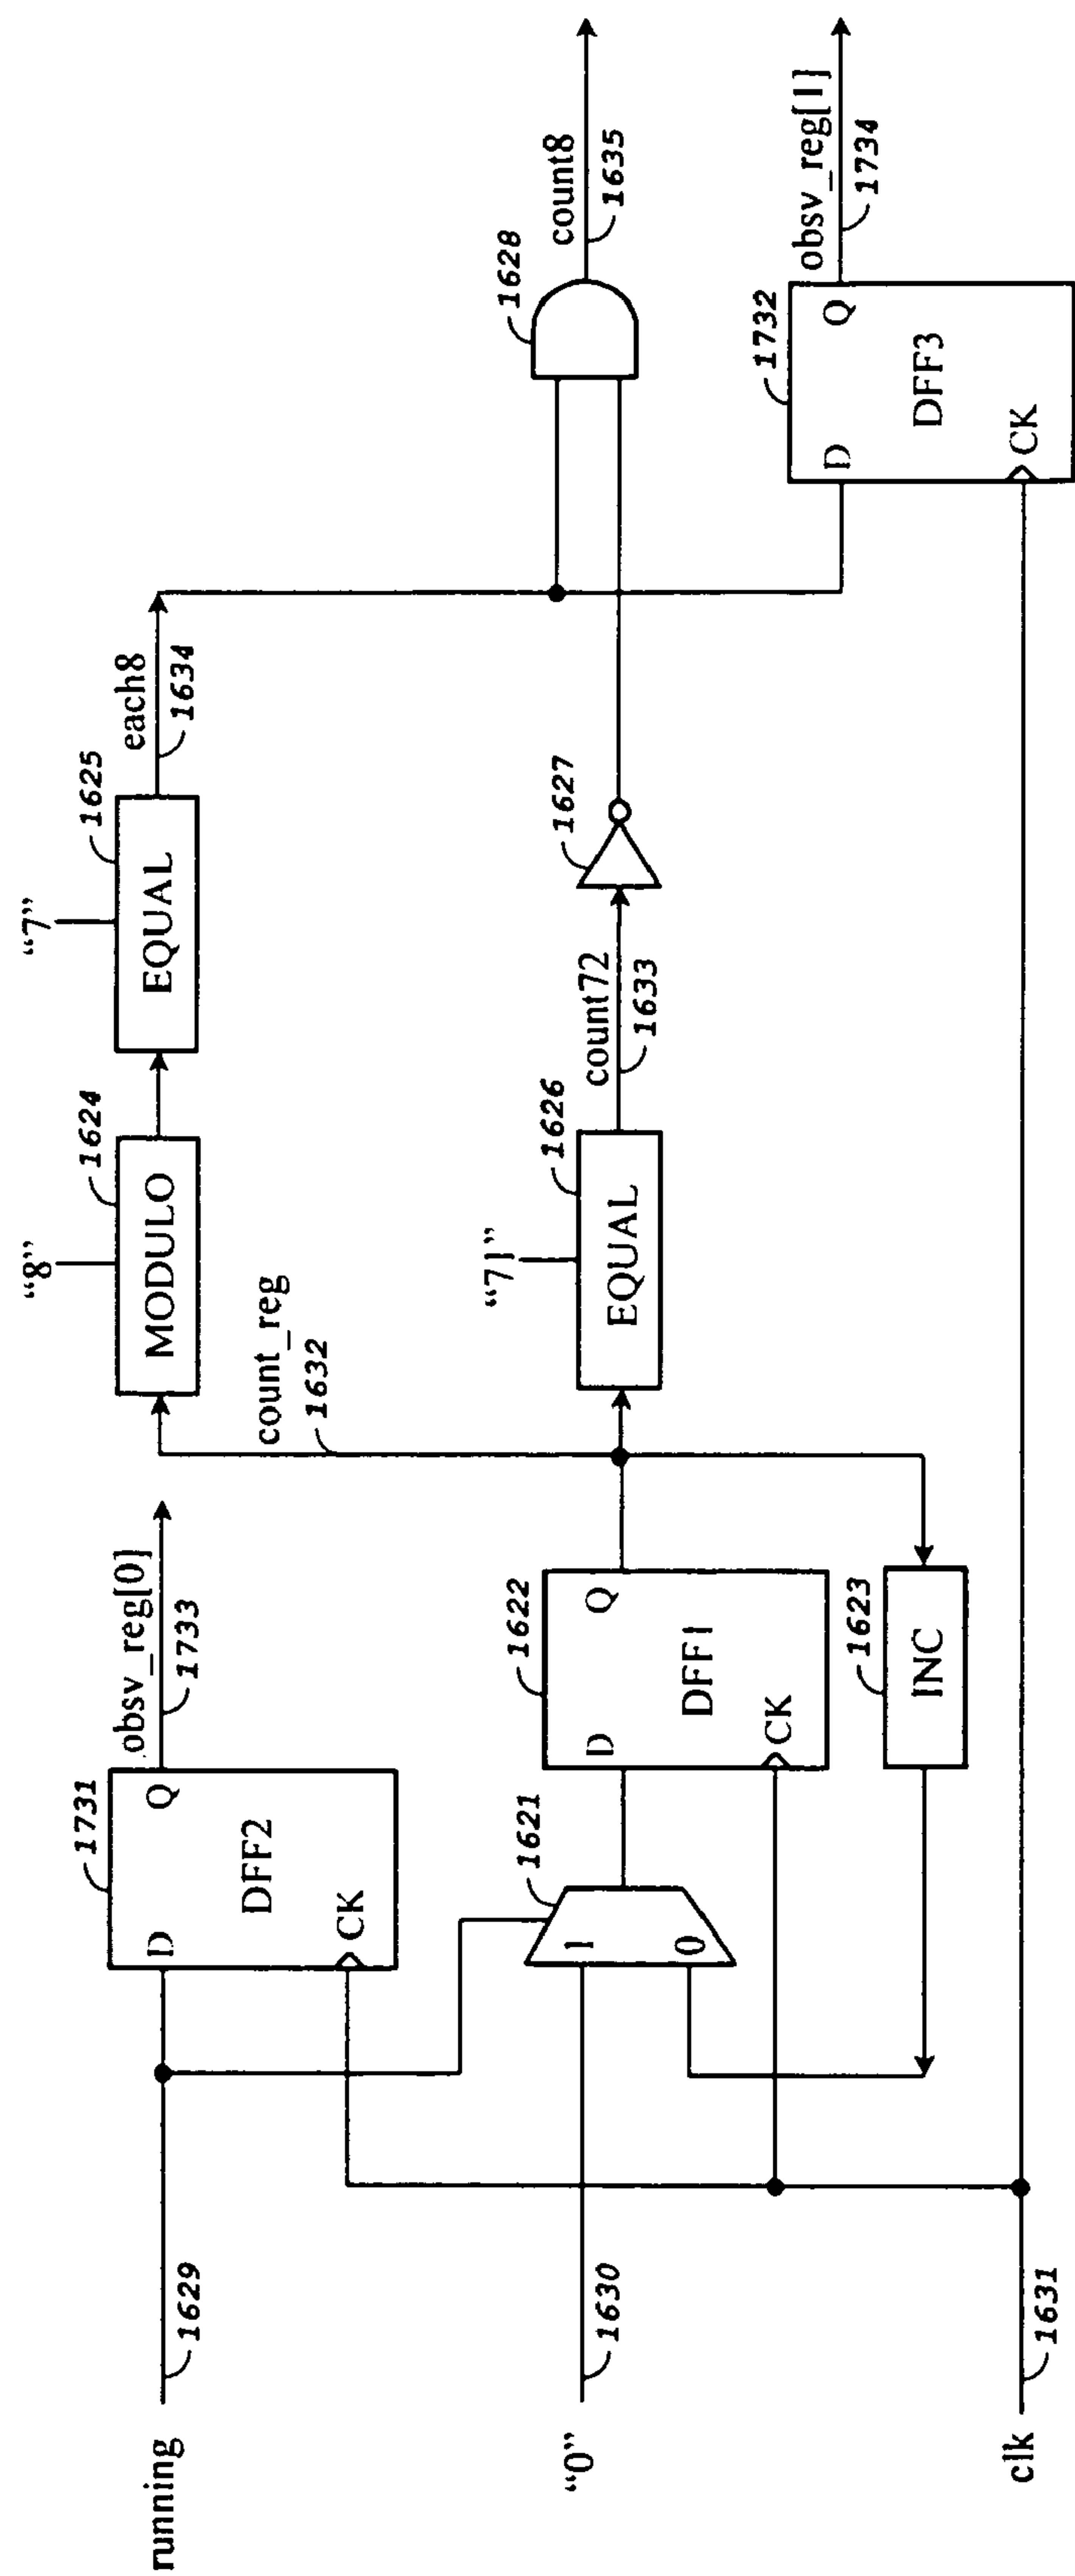 running
1629
"0"
1630
clk
1631
1731
D
Q
DFF2
CK
obsv_reg[0]
1733
1621
1
0
1622
D
Q
DFF1
CK
1623
INC
count_reg
1632
"8"
1624
MODULO
"7"
1625
EQUAL
each8
1634
"71"
1626
EQUAL
count72
1633
1627
1628
count8
1635
1732
D
Q
DFF3
CK
obsv_reg[1]
1734